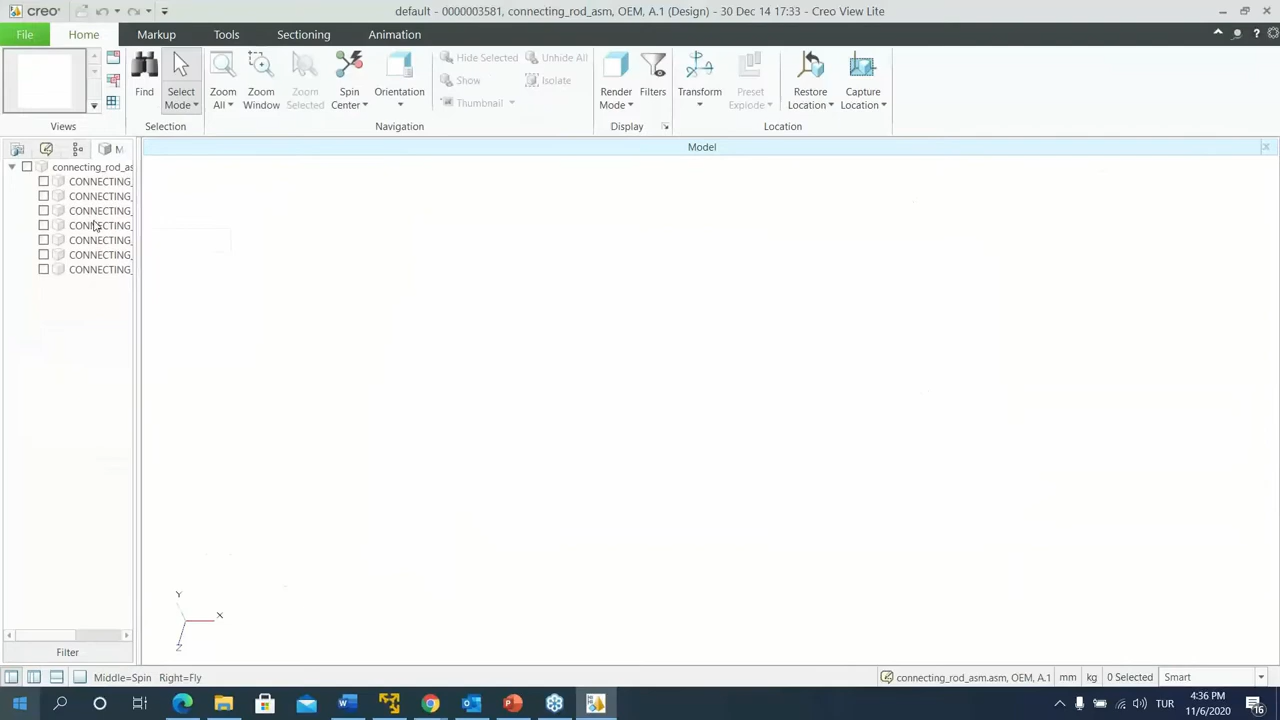 creo
default - 0000003581, connecting_rod_asm, OEM, A.1 (Design) - 30 Dec 14 17:33 - Creo View Lite
File
Home
Markup
Tools
Sectioning
Animation
?
Find
Select
Mode
Zoom
All
Zoom
Window
Zoom
Selected
Spin
Center
Orientation
Hide Selected
Unhide All
Show
Isolate
Thumbnail
Render
Mode
Filters
Transform
Preset
Explode
Restore
Location
Capture
Location
Views
Selection
Navigation
Display
Location
M
Model
connecting_rod_as
CONNECTING_
CONNECTING_
CONNECTING_
CONNECTING_
CONNECTING_
CONNECTING_
CONNECTING_
Y
X
Z
Filter
Middle=Spin Right=Fly
connecting_rod_asm.asm, OEM, A.1
mm
kg
0 Selected
Smart
TUR
4:36 PM
11/6/2020
16